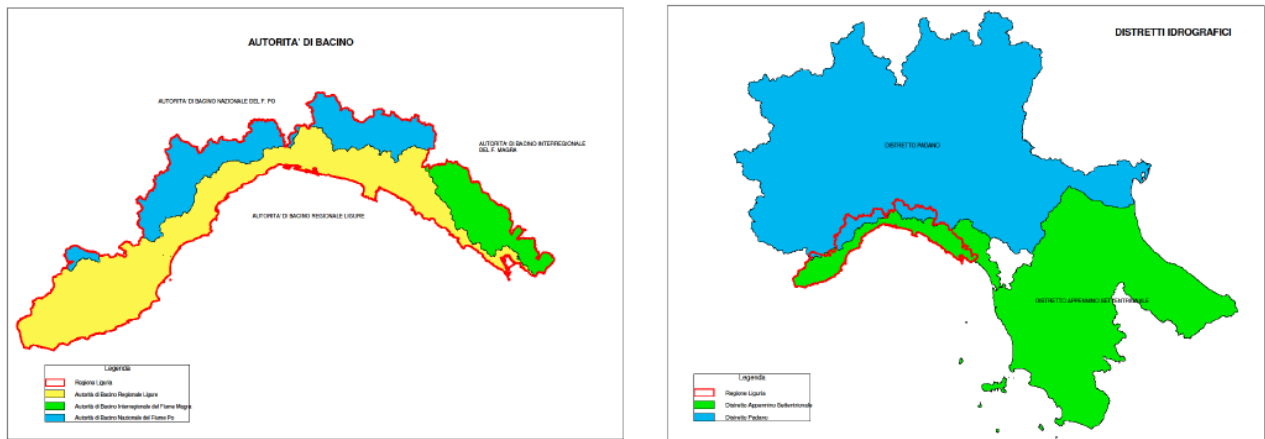 AUTORITA' DI BACINO
AUTORITA' DI BACINO NAZIONALE DEL F. PO
AUTORITA' DI BACINO INTERREGIONALE
DEL F. MAGRA
AUTORITA' DI BACINO REGIONALE LIGURE
Legenda
Regione Liguria
Autorità di Bacino Regionale Ligure
Autorità di Bacino Interregionale del Fiume Magra
Autorità di Bacino Nazionale del Fiume Po
DISTRETTI IDROGRAFICI
DISTRETTO PADANO
DISTRETTO APPENNINO SETTENTRIONALE
Legenda
Regione Liguria
Distretto Appennino Settentrionale
Distretto Padano